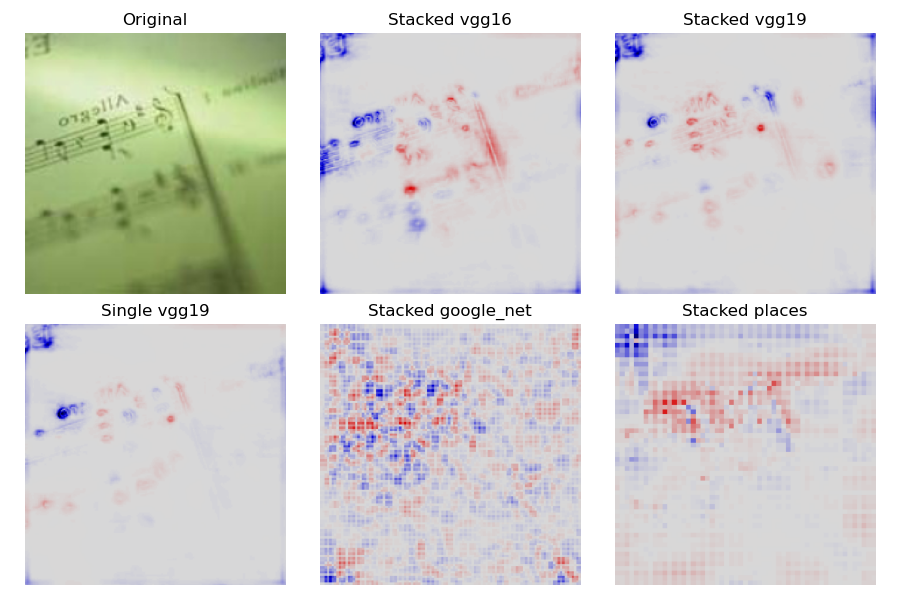 Original
Stacked vgg16
Stacked vgg19
Allegro
Single vgg19
Stacked google_net
Stacked places